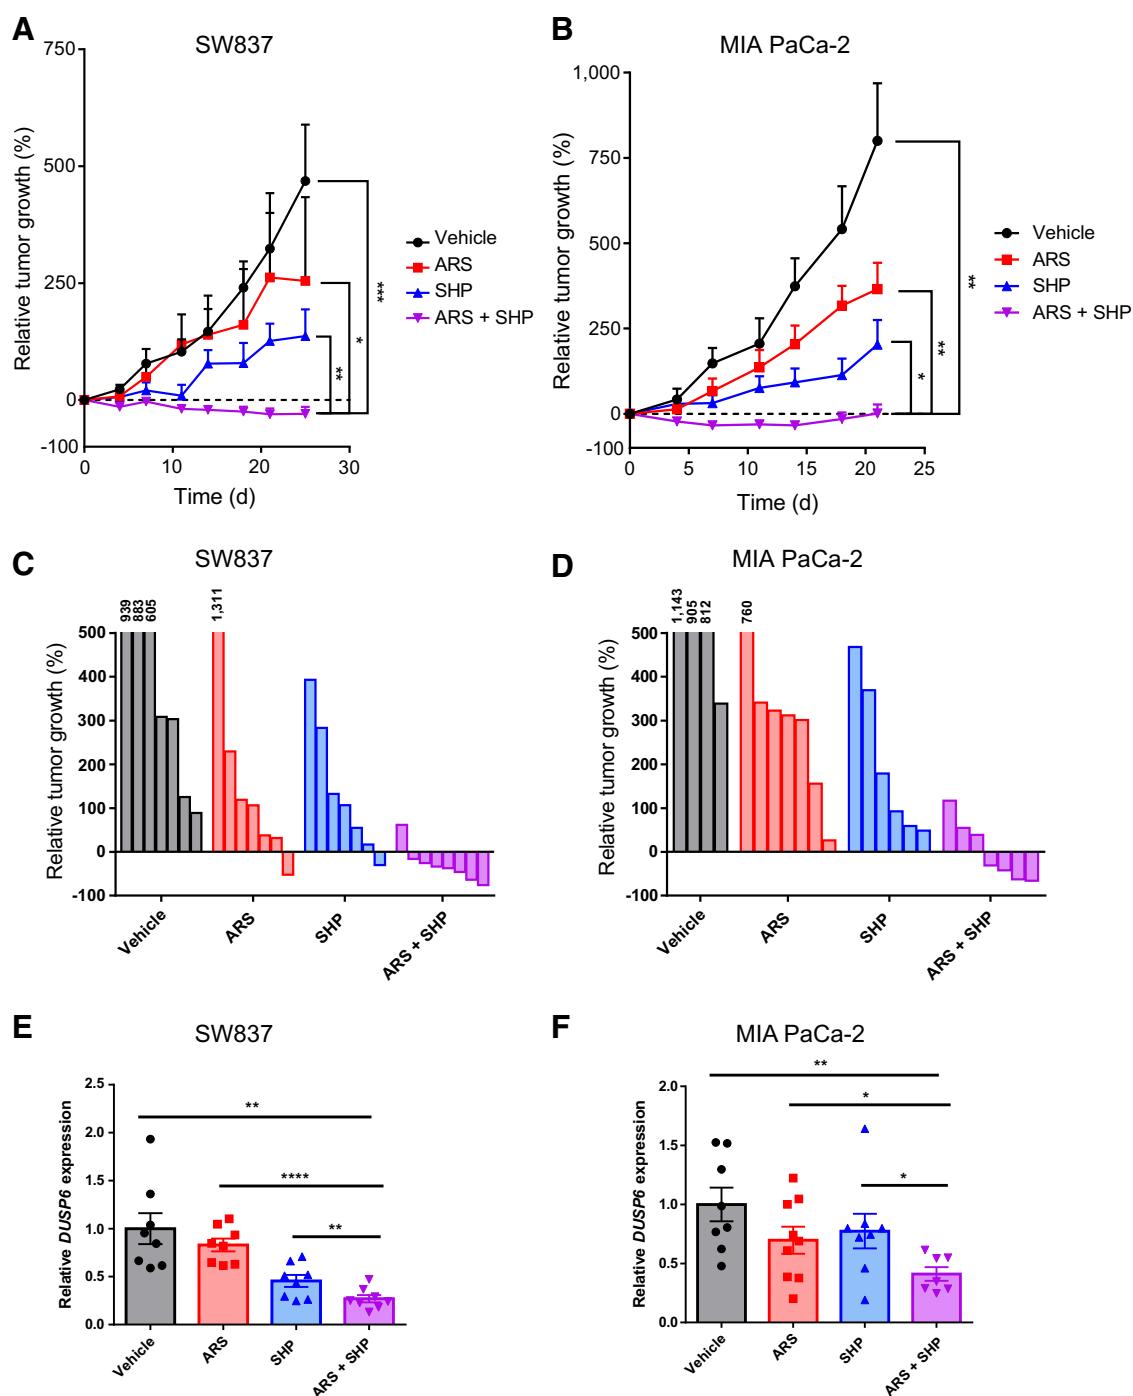 A
SW837
750
500
250
0
-100
0
10
20
30
Relative tumor growth (%)
Time (d)
Vehicle
ARS
SHP
ARS + SHP
**
*
***
B
MIA PaCa-2
1,000
750
500
250
0
-100
0
5
10
15
20
25
Relative tumor growth (%)
Time (d)
Vehicle
ARS
SHP
ARS + SHP
*
**
**
C
SW837
939
883
605
1,311
500
400
300
200
100
0
-100
Relative tumor growth (%)
Vehicle
ARS
SHP
ARS + SHP
D
MIA PaCa-2
1,143
905
812
760
500
400
300
200
100
0
-100
Relative tumor growth (%)
Vehicle
ARS
SHP
ARS + SHP
E
SW837
2.5
2.0
1.5
1.0
0.5
0.0
Relative DUSP6 expression
**
****
**
Vehicle
ARS
SHP
ARS + SHP
F
MIA PaCa-2
2.0
1.5
1.0
0.5
0.0
Relative DUSP6 expression
**
*
*
Vehicle
ARS
SHP
ARS + SHP